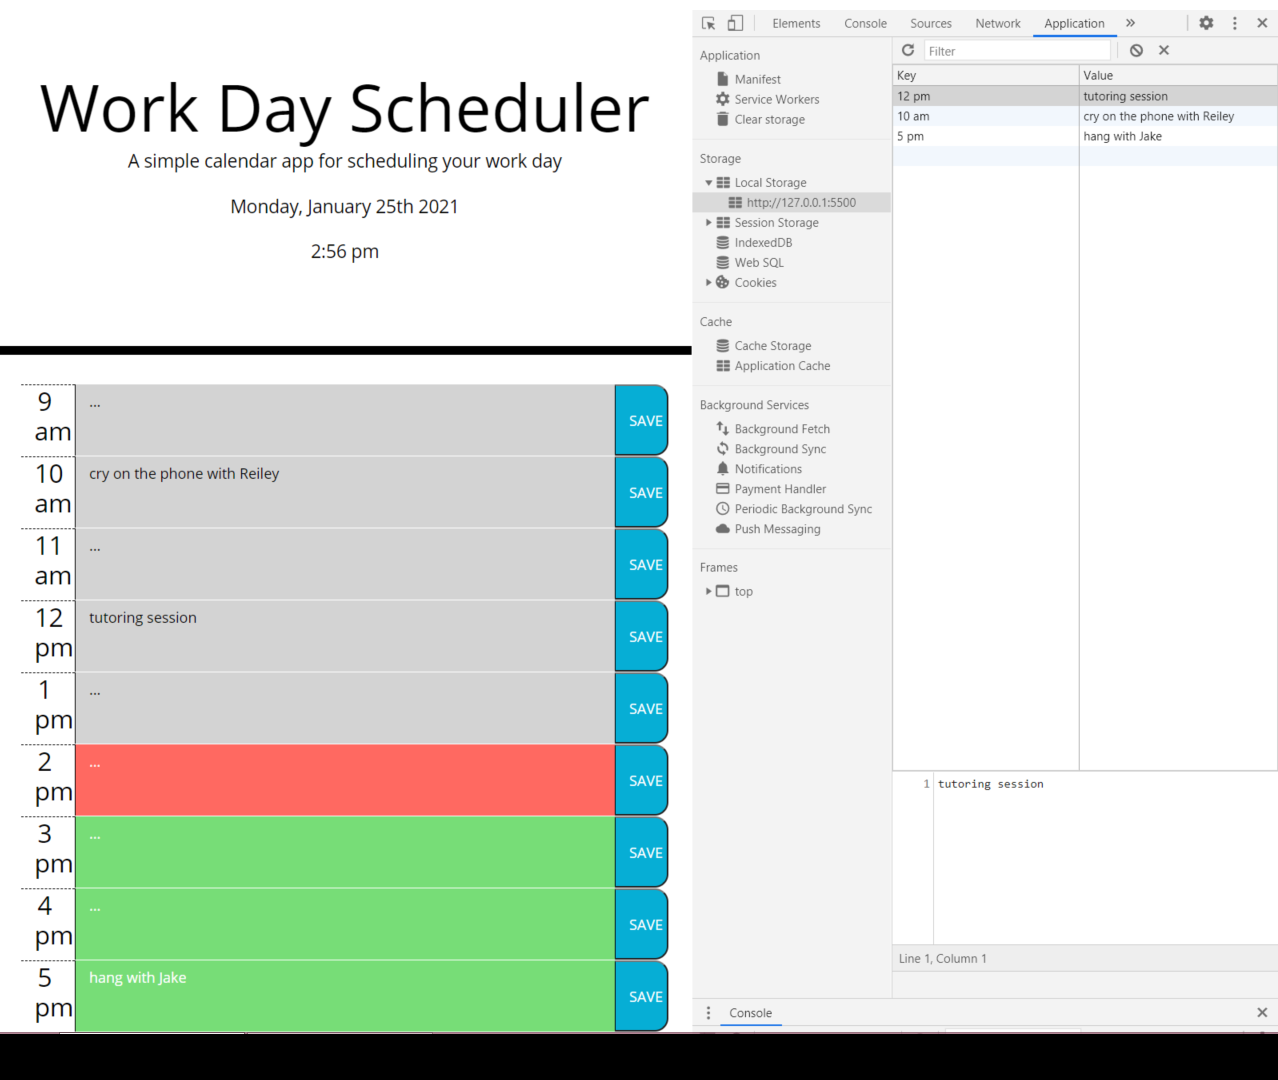 Work Day Scheduler
A simple calendar app for scheduling your work day
Monday, January 25th 2021
2:56 pm
9 am
...
SAVE
10 am
cry on the phone with Reiley
SAVE
11 am
...
SAVE
12 pm
tutoring session
SAVE
1 pm
...
SAVE
2 pm
...
SAVE
3 pm
...
SAVE
4 pm
...
SAVE
5 pm
hang with Jake
SAVE
Elements Console Sources Network Application »
Application
Manifest
Service Workers
Clear storage
Storage
Local Storage
http://127.0.0.1:5500
Session Storage
IndexedDB
Web SQL
Cookies
Cache
Cache Storage
Application Cache
Background Services
Background Fetch
Background Sync
Notifications
Payment Handler
Periodic Background Sync
Push Messaging
Frames
top
Filter
Key Value
12 pm tutoring session
10 am cry on the phone with Reiley
5 pm hang with Jake
1 tutoring session
Line 1, Column 1
Console